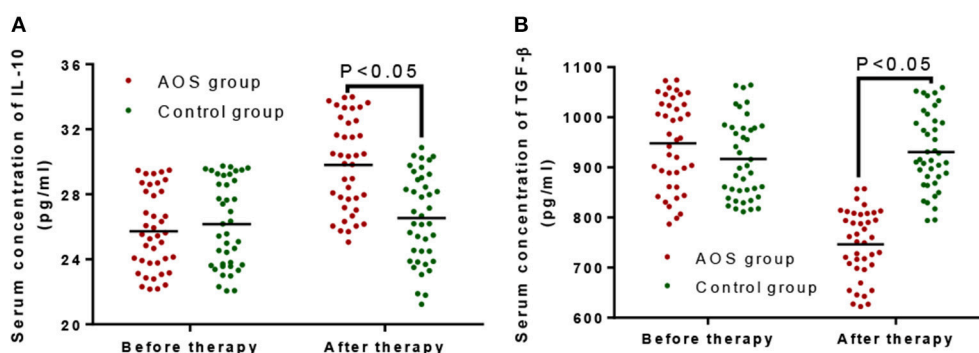 A
Serum concentration of IL-10
(pg/ml)
36
32
28
24
20
AOS group
Control group
P<0.05
Before therapy
After therapy
B
Serum concentration of TGF-β
(pg/ml)
1100
1000
900
800
700
600
P<0.05
AOS group
Control group
Before therapy
After therapy